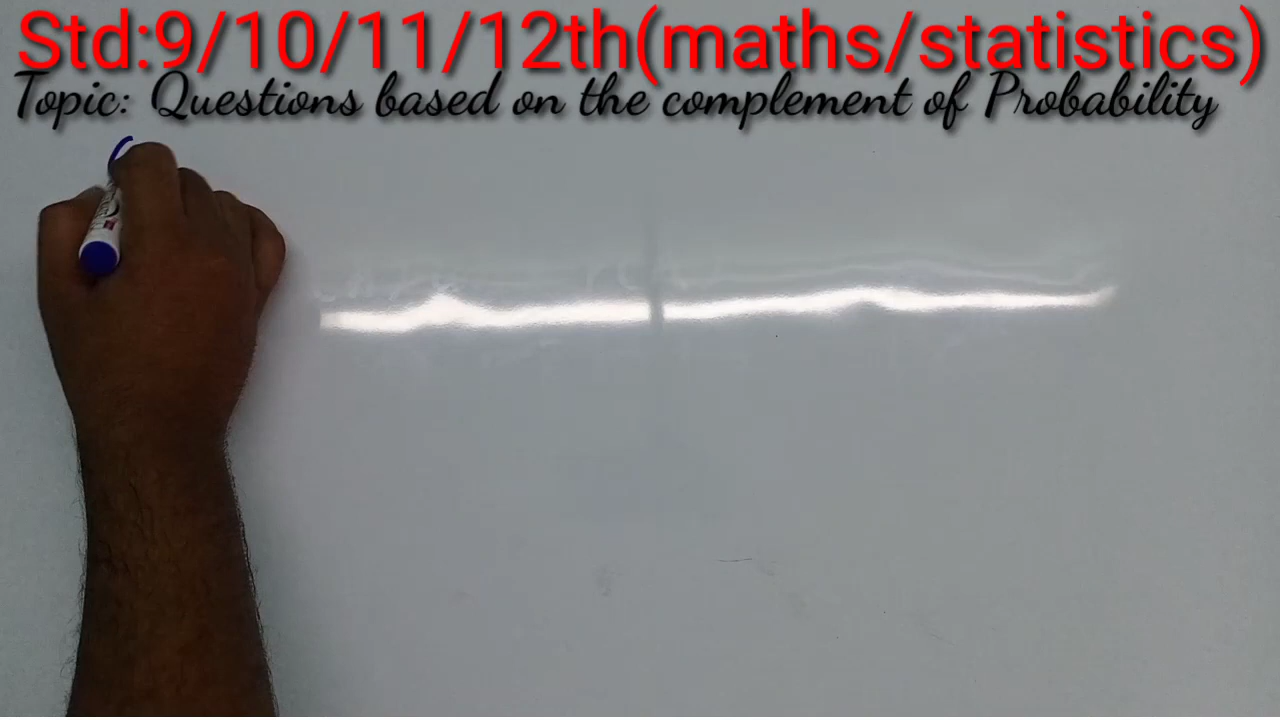 Std:9/10/11/12th(maths/statistics)
Topic: Questions based on the complement of Probability